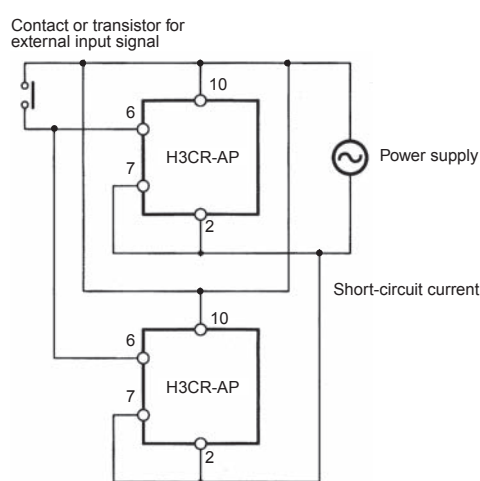 Contact or transistor for
external input signal
10
6
H3CR-AP
7
Power supply
2
Short-circuit current
10
6
H3CR-AP
7
2